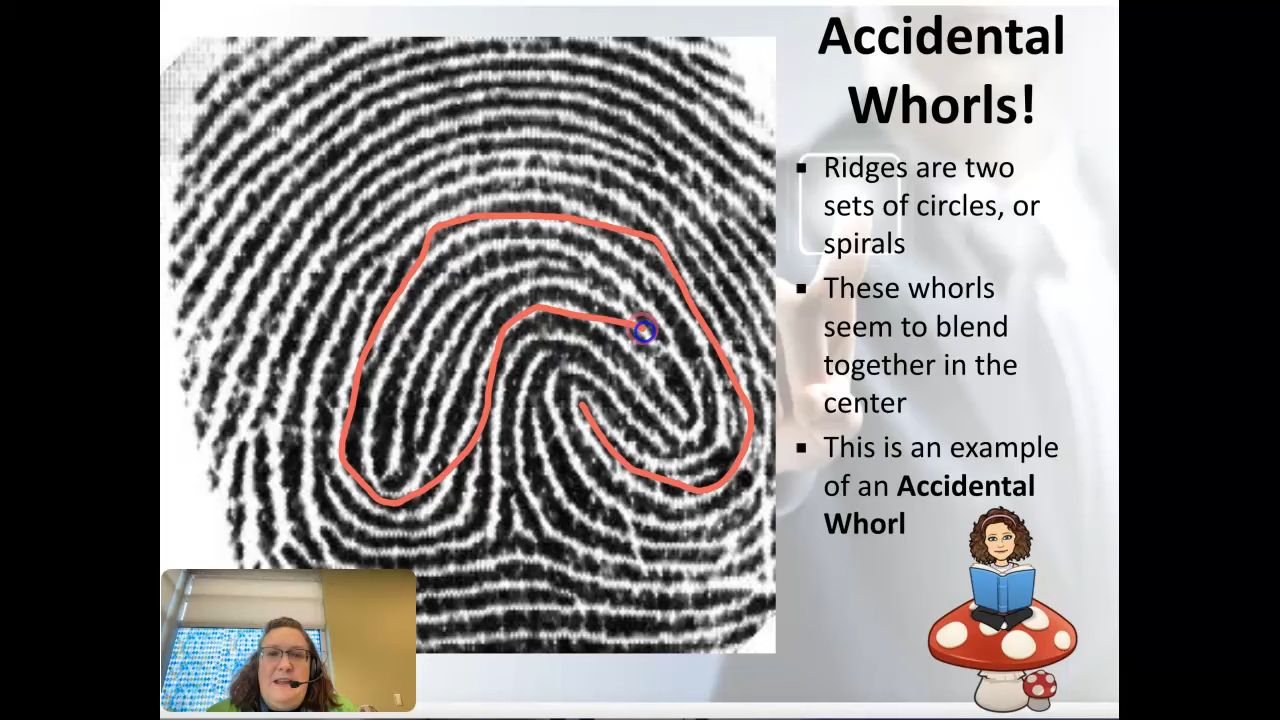 Accidental
Whorls!
▪ Ridges are two
sets of circles, or
spirals
▪ These whorls
seem to blend
together in the
center
▪ This is an example
of an Accidental
Whorl